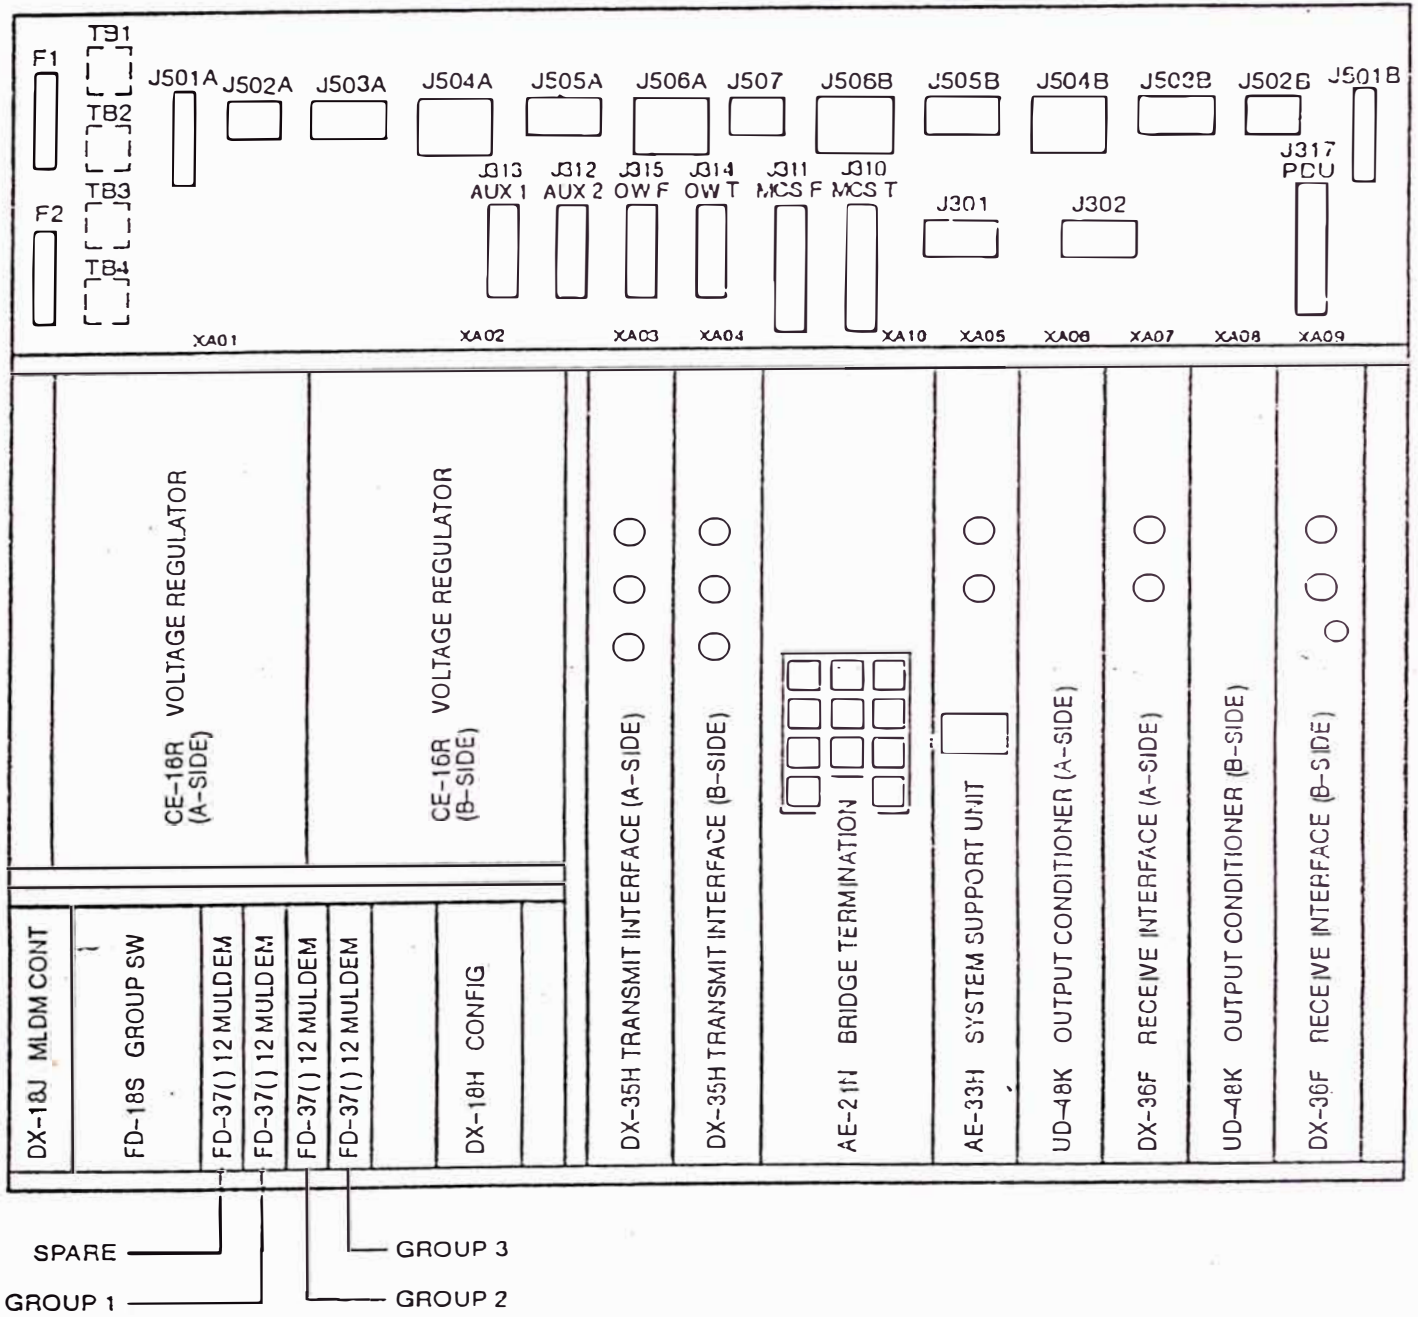 F1
TB1
TB2
F2
TB3
TB4
J501A
J502A
J503A
J504A
J505A
J506A
J507
J506B
J505B
J504B
J503B
J502B
J501B
J313
AUX 1
J312
AUX 2
J315
OW F
J314
OW T
J311
MCS F
J310
MCS T
J301
J302
J317
PDU
XA01
XA02
XA03
XA04
XA10
XA05
XA06
XA07
XA08
XA09
CE-16R VOLTAGE REGULATOR
(A-SIDE)
CE-16R VOLTAGE REGULATOR
(B-SIDE)
DX-18J MLDM CONT
FD-18S GROUP SW
FD-37( ) 12 MULDEM
FD-37( ) 12 MULDEM
FD-37( ) 12 MULDEM
FD-37( ) 12 MULDEM
DX-18H CONFIG
DX-35H TRANSMIT INTERFACE (A-SIDE)
DX-35H TRANSMIT INTERFACE (B-SIDE)
AE-21N BRIDGE TERMINATION
AE-33H SYSTEM SUPPORT UNIT
UD-48K OUTPUT CONDITIONER (A-SIDE)
DX-36F RECEIVE INTERFACE (A-SIDE)
UD-48K OUTPUT CONDITIONER (B-SIDE)
DX-36F RECEIVE INTERFACE (B-SIDE)
SPARE
GROUP 1
GROUP 3
GROUP 2